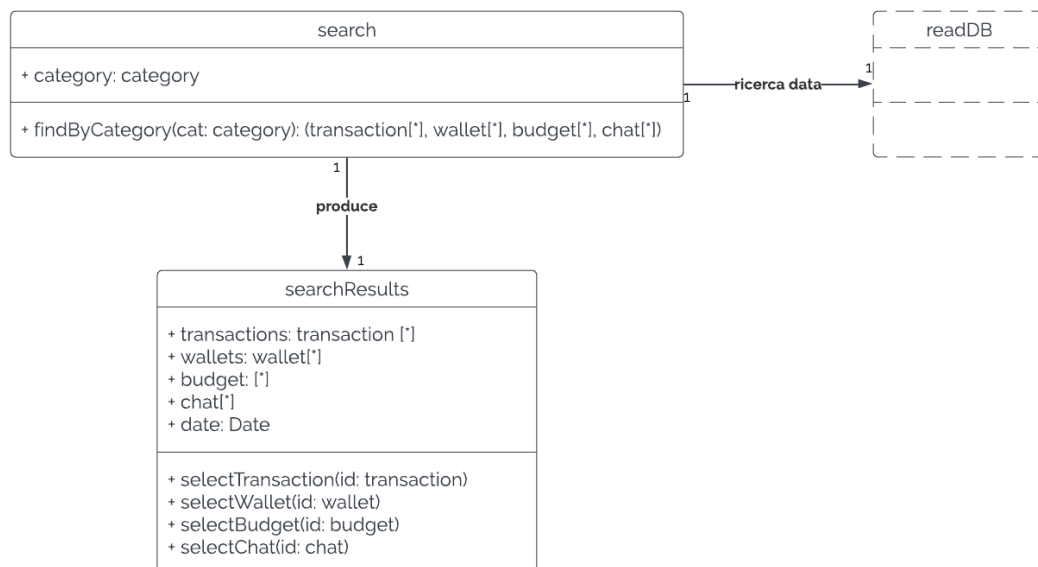 search
+ category: category
+ findByCategory(cat: category): (transaction[*], wallet[*], budget[*], chat[*])
1
ricerca data
1
readDB
1
produce
1
searchResults
+ transactions: transaction [*]
+ wallets: wallet[*]
+ budget: [*]
+ chat[*]
+ date: Date
+ selectTransaction(id: transaction)
+ selectWallet(id: wallet)
+ selectBudget(id: budget)
+ selectChat(id: chat)